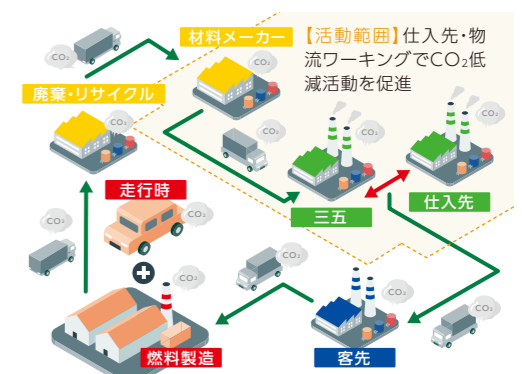 【活動範囲】仕入先・物
流ワーキングでCO₂低
減活動を促進
材料メーカー
廃棄・リサイクル
走行時
三五
仕入先
燃料製造
客先
CO₂
CO₂
CO₂
CO₂
CO₂
CO₂
CO₂
CO₂
CO₂
CO₂
CO₂
CO₂
CO₂